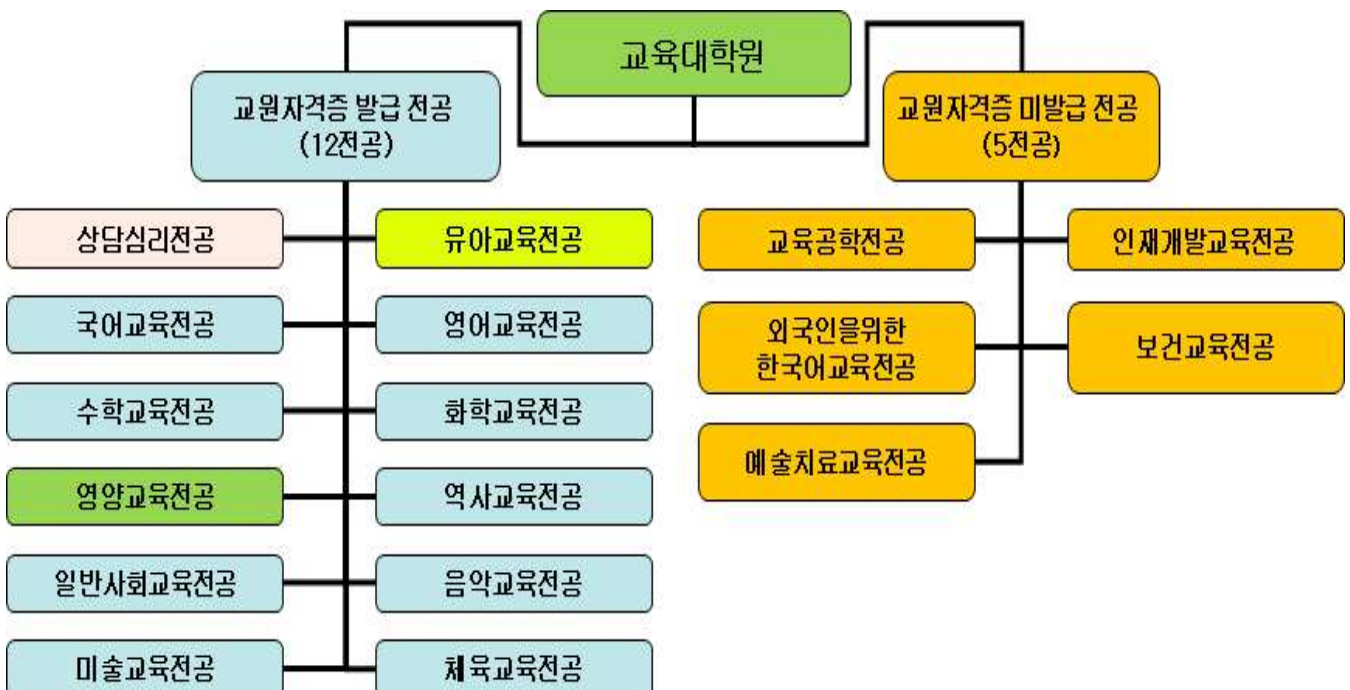 교육대학원
교원자격증 발급 전공
(12전공)
교원자격증 미발급 전공
(5전공)
상담심리전공
유아교육전공
국어교육전공
영어교육전공
수학교육전공
화학교육전공
영양교육전공
역사교육전공
일반사회교육전공
음악교육전공
미술교육전공
체육교육전공
교육공학전공
인재개발교육전공
외국인을위한
한국어교육전공
보건교육전공
예술치료교육전공